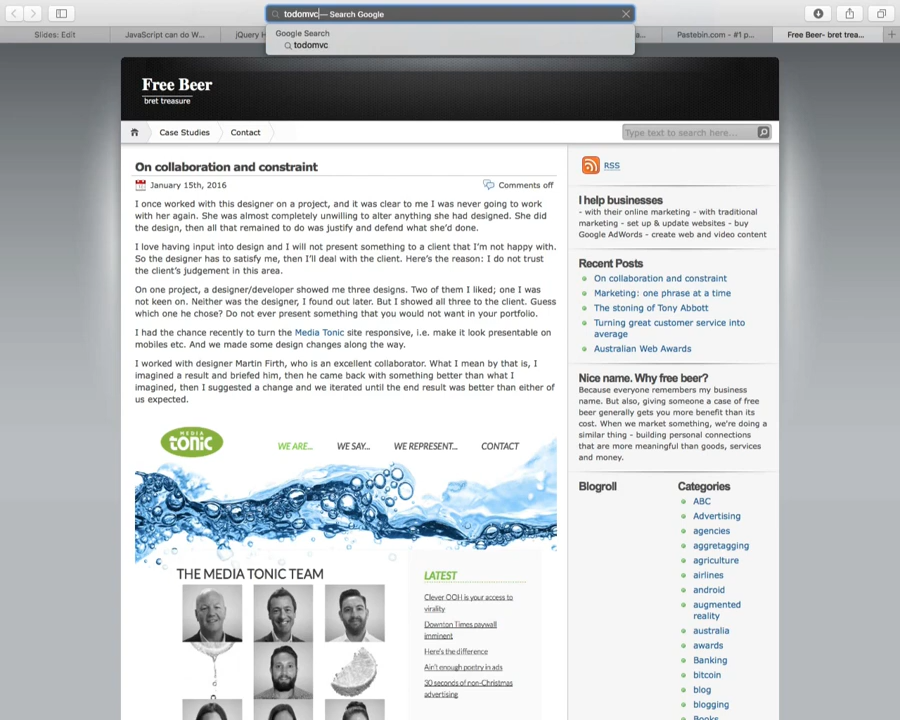 todomvc — Search Google
Google Search
todomvc
Slides: Edit
JavaScript can do W...
jQuery H
a...
Pastebin.com - #1 p...
Free Beer- bret trea...
Free Beer
bret treasure
Case Studies
Contact
Type text to search here...
On collaboration and constraint
January 15th, 2016
Comments off
I once worked with this designer on a project, and it was clear to me I was never going to work
with her again. She was almost completely unwilling to alter anything she had designed. She did
the design, then all that remained to do was justify and defend what she'd done.
I love having input into design and I will not present something to a client that I'm not happy with.
So the designer has to satisfy me, then I'll deal with the client. Here's the reason: I do not trust
the client's judgement in this area.
On one project, a designer/developer showed me three designs. Two of them I liked; one I was
not keen on. Neither was the designer, I found out later. But I showed all three to the client. Guess
which one he chose? Do not ever present something that you would not want in your portfolio.
I had the chance recently to turn the Media Tonic site responsive, i.e. make it look presentable on
mobiles etc. And we made some design changes along the way.
I worked with designer Martin Firth, who is an excellent collaborator. What I mean by that is, I
imagined a result and briefed him, then he came back with something better than what I
imagined, then I suggested a change and we iterated until the end result was better than either of
us expected.
MEDIA
tonic
WE ARE...
WE SAY...
WE REPRESENT...
CONTACT
THE MEDIA TONIC TEAM
LATEST
Clever OOH is your access to
virality
Downton Times paywall
imminent
Here's the difference
Ain't enough poetry in ads
30 seconds of non-Christmas
advertising
RSS
I help businesses
- with their online marketing - with traditional
marketing - set up & update websites - buy
Google AdWords - create web and video content
Recent Posts
On collaboration and constraint
Marketing: one phrase at a time
The stoning of Tony Abbott
Turning great customer service into
average
Australian Web Awards
Nice name. Why free beer?
Because everyone remembers my business
name. But also, giving someone a case of free
beer generally gets you more benefit than its
cost. When we market something, we're doing a
similar thing - building personal connections
that are more meaningful than goods, services
and money.
Blogroll
Categories
ABC
Advertising
agencies
aggretagging
agriculture
airlines
android
augmented
reality
australia
awards
Banking
bitcoin
blog
blogging
Books